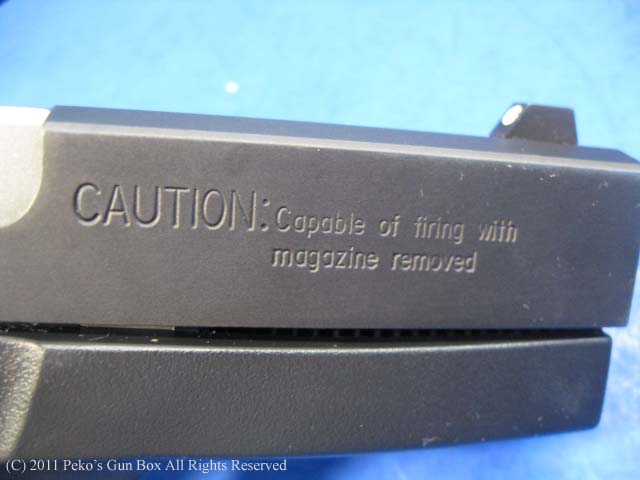 CAUTION: Capable of firing with
magazine removed
(C) 2011 Peko's Gun Box All Rights Reserved